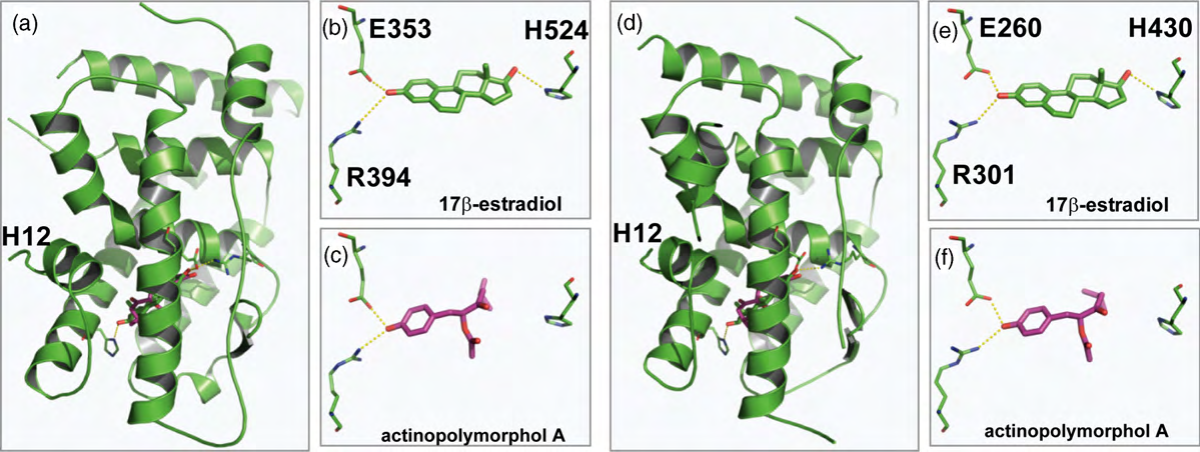 (a)
H12
(b)
E353
H524
R394
17β-estradiol
(c)
actinopolymorphol A
(d)
H12
(e)
E260
H430
R301
17β-estradiol
(f)
actinopolymorphol A